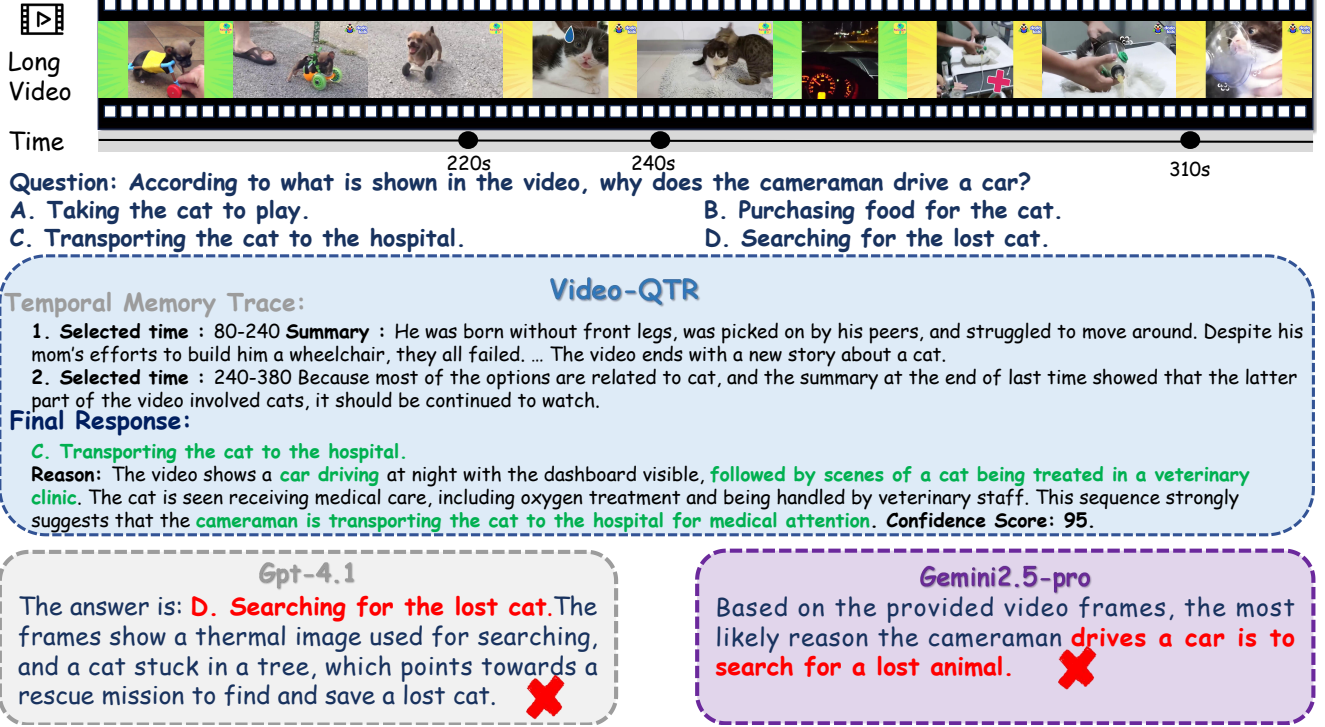 Long
Video
Time
220s
240s
310s
Question: According to what is shown in the video, why does the cameraman drive a car?
A. Taking the cat to play.
B. Purchasing food for the cat.
C. Transporting the cat to the hospital.
D. Searching for the lost cat.
Video-QTR
Temporal Memory Trace:
1. Selected time : 80-240 Summary : He was born without front legs, was picked on by his peers, and struggled to move around. Despite his
mom's efforts to build him a wheelchair, they all failed. … The video ends with a new story about a cat.
2. Selected time : 240-380 Because most of the options are related to cat, and the summary at the end of last time showed that the latter
part of the video involved cats, it should be continued to watch.
Final Response:
C. Transporting the cat to the hospital.
Reason: The video shows a car driving at night with the dashboard visible, followed by scenes of a cat being treated in a veterinary
clinic. The cat is seen receiving medical care, including oxygen treatment and being handled by veterinary staff. This sequence strongly
suggests that the cameraman is transporting the cat to the hospital for medical attention. Confidence Score: 95.
Gpt-4.1
The answer is: D. Searching for the lost cat.The
frames show a thermal image used for searching,
and a cat stuck in a tree, which points towards a
rescue mission to find and save a lost cat.
Gemini2.5-pro
Based on the provided video frames, the most
likely reason the cameraman drives a car is to
search for a lost animal.